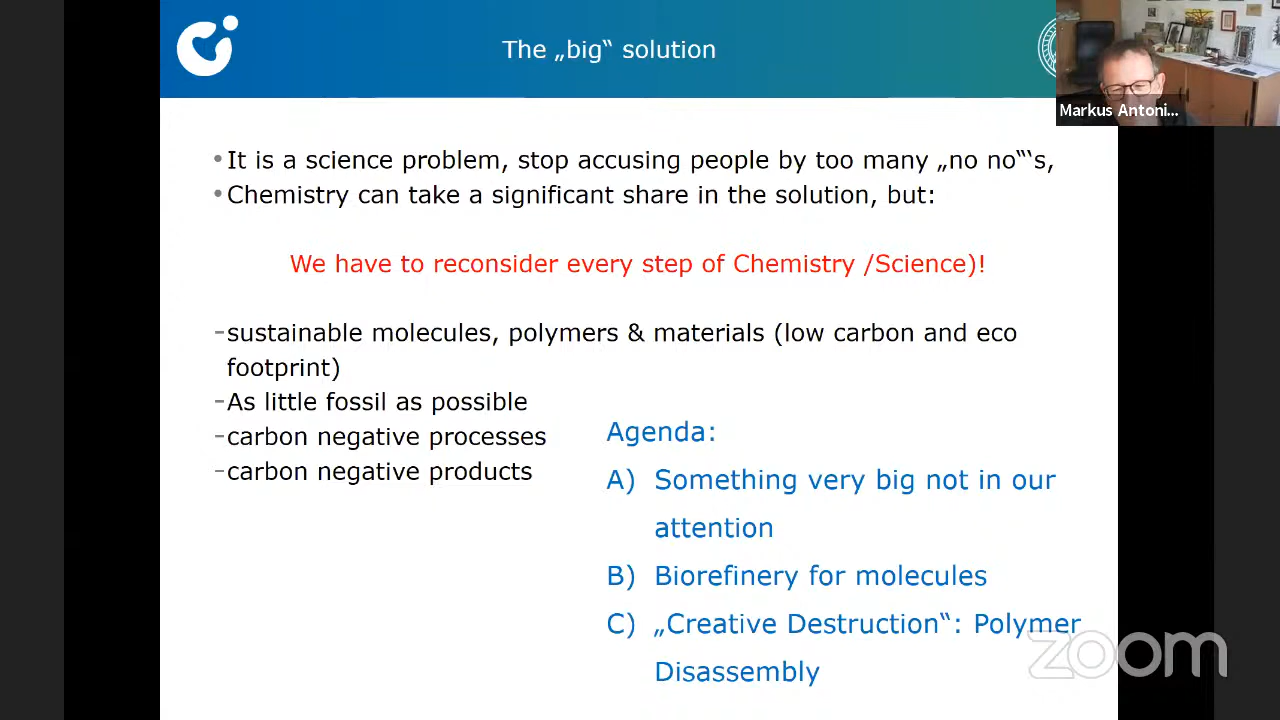 The „big“ solution
Markus Antoni...
•It is a science problem, stop accusing people by too many „no no“‘s,
•Chemistry can take a significant share in the solution, but:
We have to reconsider every step of Chemistry /Science)!
-sustainable molecules, polymers & materials (low carbon and eco
footprint)
-As little fossil as possible
-carbon negative processes
-carbon negative products
Agenda:
A) Something very big not in our
attention
B) Biorefinery for molecules
C) „Creative Destruction“: Polymer
Disassembly
zoom